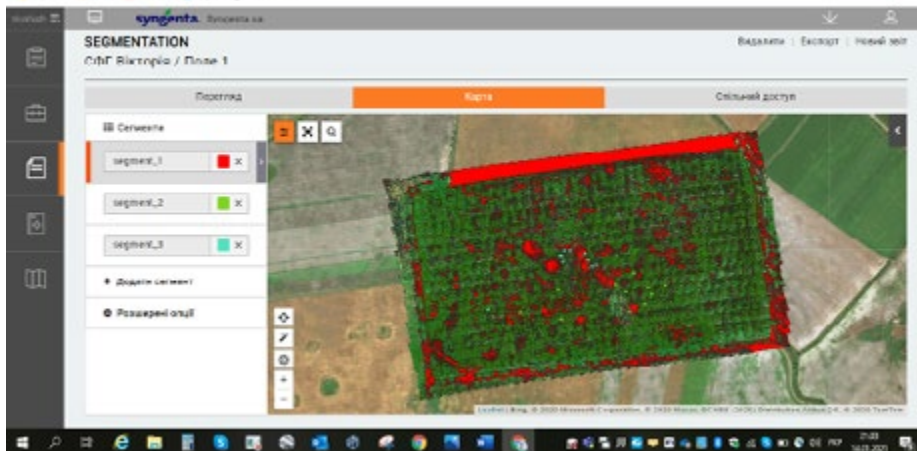 syngenta
SEGMENTATION
СФГ Вікторія / Поле 1
Видалити | Експорт | Новий звіт
Перегляд
Карта
Спільний доступ
Сегменти
segment_1
segment_2
segment_3
+ Додати сегмент
Розширені опції